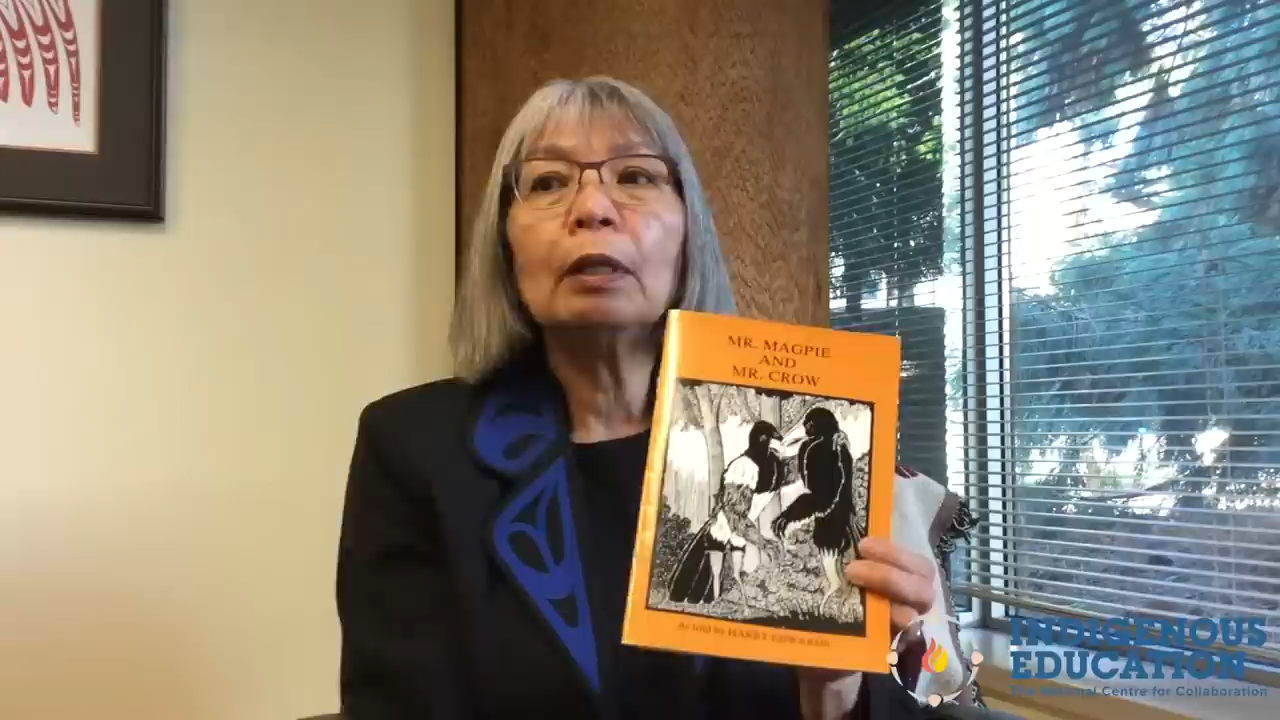 MR. MAGPIE
AND
MR. CROW
As told by HARRY EDWARDS
INDIGENOUS
EDUCATION
The National Centre for Collaboration